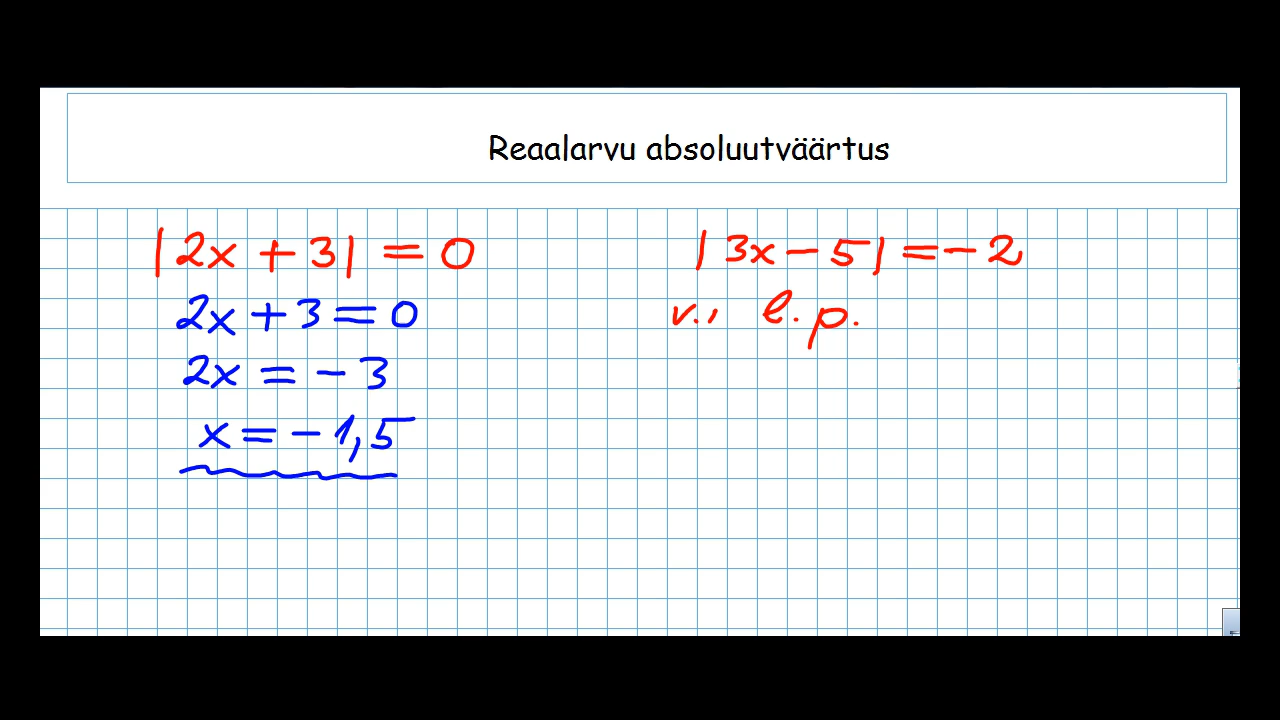 Reaalarvu absoluutväärtus
|2x + 3| = 0
2x + 3 = 0
2x = - 3
x = - 1,5
|3x - 5| = - 2
l.p.